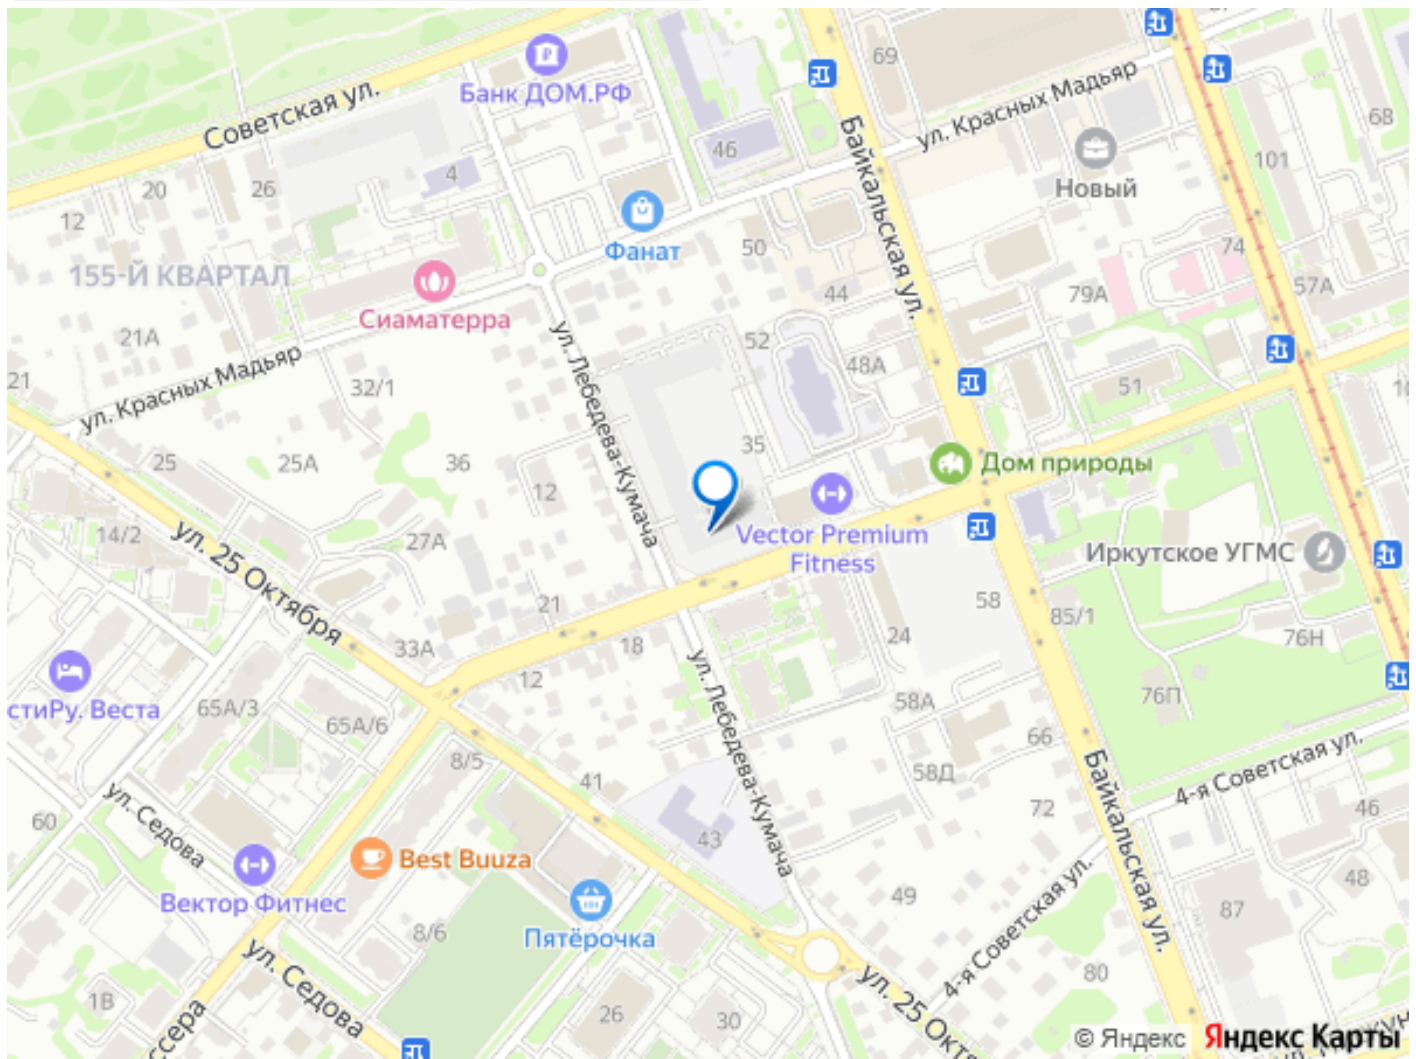 69
Банк ДОМ.РФ
Советская ул.
ул. Красных Мадьяр
68
46
101
4
Байкальская ул.
20
26
Новый
12
Фанат
50
74
155-Й КВАРТАЛ
44
79А
57А
Сиаматерра
21А
52
ул. Лебедева-Кумача
48А
21
32/1
51
ул. Красных Мадьяр
35
25
25А
36
12
Дом природы
14/2
ул. 25 Октября
27А
Vector Premium
Fitness
Иркутское УГМС
21
58
85/1
33А
18
24
76Н
12
ул. Лебедева-Кумача
58А
76П
стиРу. Веста
65А/3
65А/6
66
8/5
41
58Д
Байкальская ул.
4-я Советская ул.
ул. Седова
72
46
60
43
Best Buuza
48
Вектор Фитнес
49
87
8/6
Пятёрочка
4-я Советская ул.
ул. Седова
80
1В
26
30
ул. 25 Окт
ссера
© Яндекс Яндекс Карты